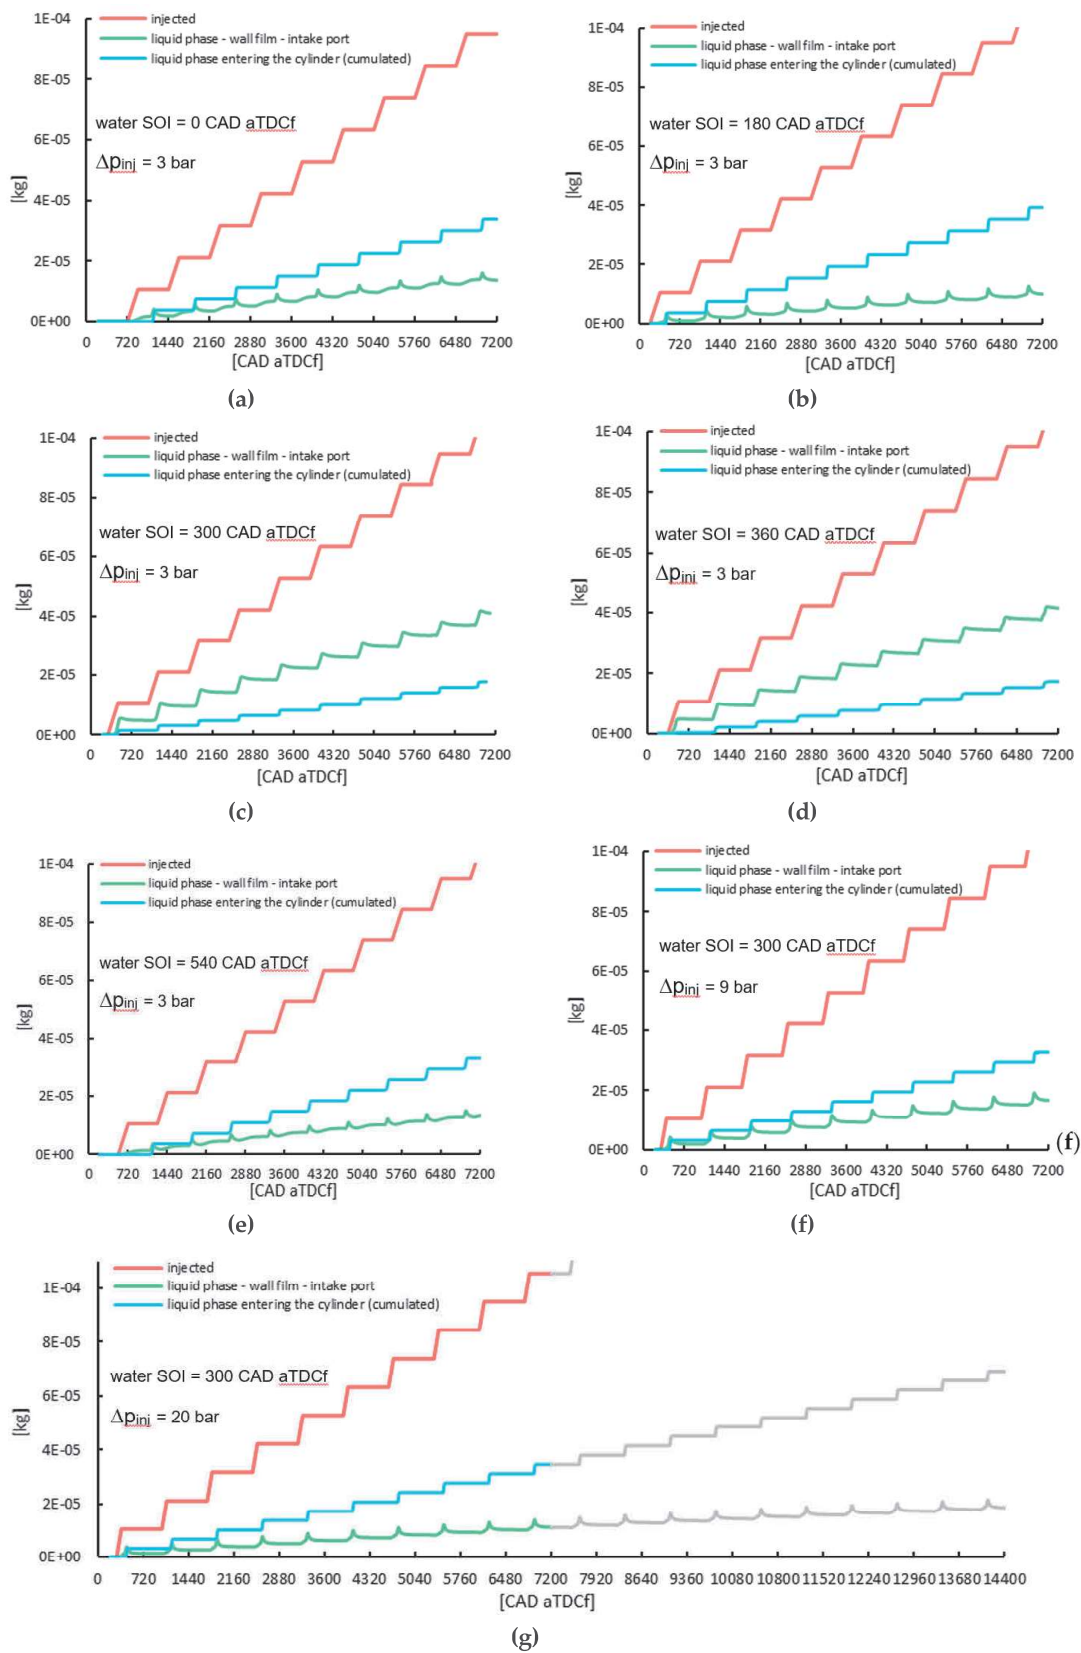 1E-04
injected
liquid phase - wall film - intake port
8E-05
liquid phase entering the cylinder (cumulated)
water SOI = 0 CAD aTDCf
6E-05
Δpinj = 3 bar
[kg]
4E-05
2E-05
0E+00
0 720 1440 2160 2880 3600 4320 5040 5760 6480 7200
[CAD aTDCf]
(a)
1E-04
injected
liquid phase - wall film - intake port
liquid phase entering the cylinder (cumulated)
8E-05
water SOI = 180 CAD aTDCf
6E-05
Δpinj = 3 bar
[kg]
4E-05
2E-05
0E+00
0 720 1440 2160 2880 3600 4320 5040 5760 6480 7200
[CAD aTDCf]
(b)
1E-04
injected
liquid phase - wall film - intake port
liquid phase entering the cylinder (cumulated)
8E-05
water SOI = 300 CAD aTDCf
6E-05
Δpinj = 3 bar
[kg]
4E-05
2E-05
0E+00
0 720 1440 2160 2880 3600 4320 5040 5760 6480 7200
[CAD aTDCf]
(c)
1E-04
injected
liquid phase - wall film - intake port
liquid phase entering the cylinder (cumulated)
8E-05
water SOI = 360 CAD aTDCf
6E-05
Δpinj = 3 bar
[kg]
4E-05
2E-05
0E+00
0 720 1440 2160 2880 3600 4320 5040 5760 6480 7200
[CAD aTDCf]
(d)
1E-04
injected
liquid phase - wall film - intake port
liquid phase entering the cylinder (cumulated)
8E-05
water SOI = 540 CAD aTDCf
6E-05
Δpinj = 3 bar
[kg]
4E-05
2E-05
0E+00
0 720 1440 2160 2880 3600 4320 5040 5760 6480 7200
[CAD aTDCf]
(e)
1E-04
injected
liquid phase - wall film - intake port
liquid phase entering the cylinder (cumulated)
8E-05
water SOI = 300 CAD aTDCf
6E-05
Δpinj = 9 bar
[kg]
4E-05
2E-05
0E+00
(f)
0 720 1440 2160 2880 3600 4320 5040 5760 6480 7200
[CAD aTDCf]
(f)
injected
1E-04
liquid phase - wall film - intake port
liquid phase entering the cylinder (cumulated)
8E-05
water SOI = 300 CAD aTDCf
6E-05
Δpinj = 20 bar
[kg]
4E-05
2E-05
0E+00
0 720 1440 2160 2880 3600 4320 5040 5760 6480 7200 7920 8640 9360 10080 10800 11520 12240 12960 13680 14400
[CAD aTDCf]
(g)